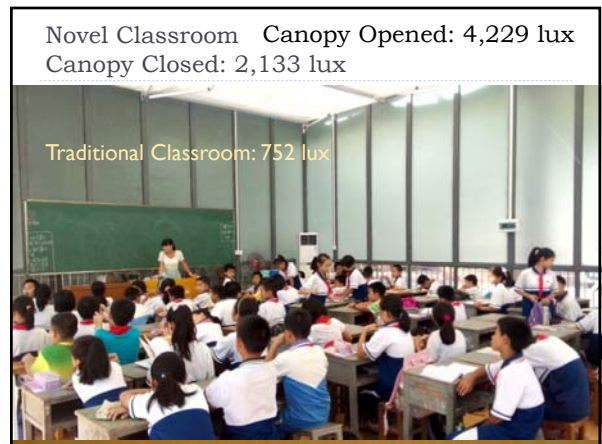 Novel Classroom Canopy Opened: 4,229 lux
Canopy Closed: 2,133 lux
Traditional Classroom: 752 lux